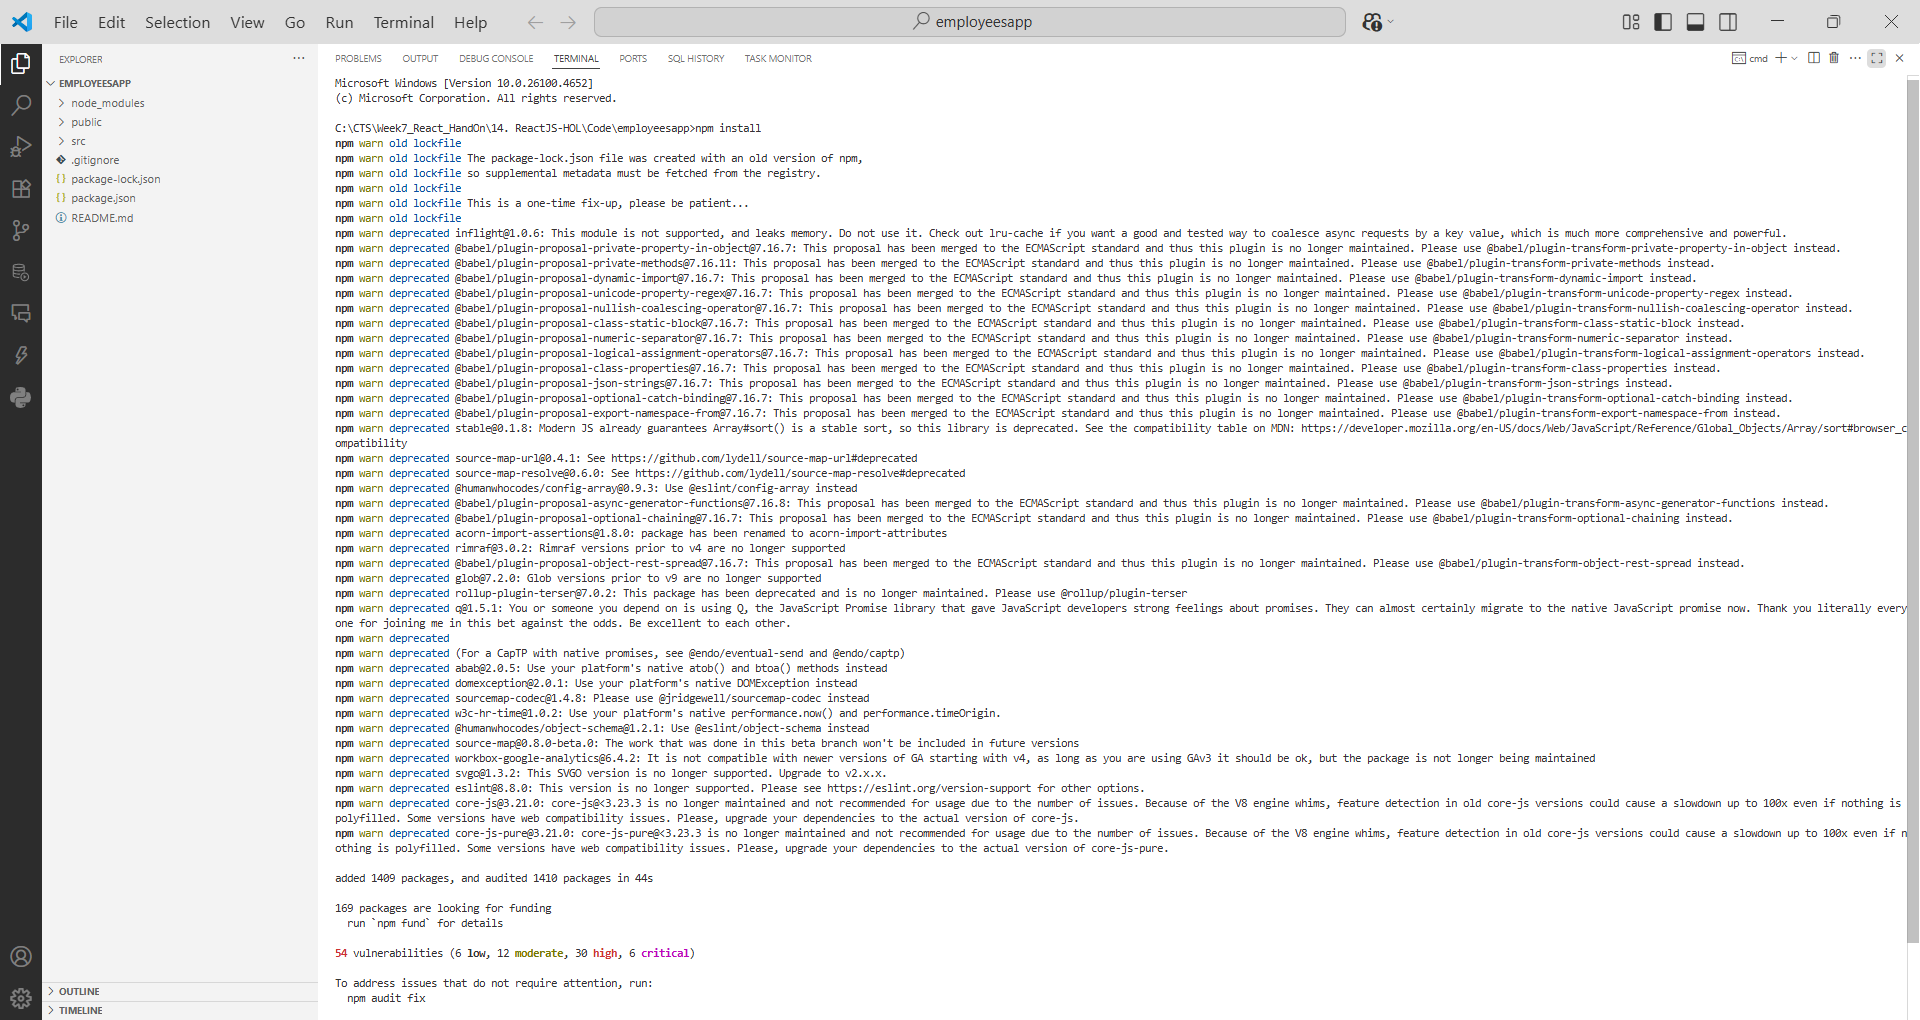 File Edit Selection View Go Run Terminal Help
employeesapp
EXPLORER
EMPLOYEESAPP
node_modules
public
src
.gitignore
package-lock.json
package.json
README.md
OUTLINE
TIMELINE
PROBLEMS OUTPUT DEBUG CONSOLE TERMINAL PORTS SQL HISTORY TASK MONITOR
cmd
Microsoft Windows [Version 10.0.26100.4652]
(c) Microsoft Corporation. All rights reserved.
C:\CTS\Week7_React_HandOn\14. ReactJS-HOL\Code\employeesapp>npm install
npm warn old lockfile
npm warn old lockfile The package-lock.json file was created with an old version of npm,
npm warn old lockfile so supplemental metadata must be fetched from the registry.
npm warn old lockfile
npm warn old lockfile This is a one-time fix-up, please be patient...
npm warn old lockfile
npm warn deprecated inflight@1.0.6: This module is not supported, and leaks memory. Do not use it. Check out lru-cache if you want a good and tested way to coalesce async requests by a key value, which is much more comprehensive and powerful.
npm warn deprecated @babel/plugin-proposal-private-property-in-object@7.16.7: This proposal has been merged to the ECMAScript standard and thus this plugin is no longer maintained. Please use @babel/plugin-transform-private-property-in-object instead.
npm warn deprecated @babel/plugin-proposal-private-methods@7.16.11: This proposal has been merged to the ECMAScript standard and thus this plugin is no longer maintained. Please use @babel/plugin-transform-private-methods instead.
npm warn deprecated @babel/plugin-proposal-dynamic-import@7.16.7: This proposal has been merged to the ECMAScript standard and thus this plugin is no longer maintained. Please use @babel/plugin-transform-dynamic-import instead.
npm warn deprecated @babel/plugin-proposal-unicode-property-regex@7.16.7: This proposal has been merged to the ECMAScript standard and thus this plugin is no longer maintained. Please use @babel/plugin-transform-unicode-property-regex instead.
npm warn deprecated @babel/plugin-proposal-nullish-coalescing-operator@7.16.7: This proposal has been merged to the ECMAScript standard and thus this plugin is no longer maintained. Please use @babel/plugin-transform-nullish-coalescing-operator instead.
npm warn deprecated @babel/plugin-proposal-class-static-block@7.16.7: This proposal has been merged to the ECMAScript standard and thus this plugin is no longer maintained. Please use @babel/plugin-transform-class-static-block instead.
npm warn deprecated @babel/plugin-proposal-numeric-separator@7.16.7: This proposal has been merged to the ECMAScript standard and thus this plugin is no longer maintained. Please use @babel/plugin-transform-numeric-separator instead.
npm warn deprecated @babel/plugin-proposal-logical-assignment-operators@7.16.7: This proposal has been merged to the ECMAScript standard and thus this plugin is no longer maintained. Please use @babel/plugin-transform-logical-assignment-operators instead.
npm warn deprecated @babel/plugin-proposal-class-properties@7.16.7: This proposal has been merged to the ECMAScript standard and thus this plugin is no longer maintained. Please use @babel/plugin-transform-class-properties instead.
npm warn deprecated @babel/plugin-proposal-json-strings@7.16.7: This proposal has been merged to the ECMAScript standard and thus this plugin is no longer maintained. Please use @babel/plugin-transform-json-strings instead.
npm warn deprecated @babel/plugin-proposal-optional-catch-binding@7.16.7: This proposal has been merged to the ECMAScript standard and thus this plugin is no longer maintained. Please use @babel/plugin-transform-optional-catch-binding instead.
npm warn deprecated @babel/plugin-proposal-export-namespace-from@7.16.7: This proposal has been merged to the ECMAScript standard and thus this plugin is no longer maintained. Please use @babel/plugin-transform-export-namespace-from instead.
npm warn deprecated stable@0.1.8: Modern JS already guarantees Array#sort() is a stable sort, so this library is deprecated. See the compatibility table on MDN: https://developer.mozilla.org/en-US/docs/Web/JavaScript/Reference/Global_Objects/Array/sort#browser_c
ompatibility
npm warn deprecated source-map-url@0.4.1: See https://github.com/lydell/source-map-url#deprecated
npm warn deprecated source-map-resolve@0.6.0: See https://github.com/lydell/source-map-resolve#deprecated
npm warn deprecated @humanwhocodes/config-array@0.9.3: Use @eslint/config-array instead
npm warn deprecated @babel/plugin-proposal-async-generator-functions@7.16.8: This proposal has been merged to the ECMAScript standard and thus this plugin is no longer maintained. Please use @babel/plugin-transform-async-generator-functions instead.
npm warn deprecated @babel/plugin-proposal-optional-chaining@7.16.7: This proposal has been merged to the ECMAScript standard and thus this plugin is no longer maintained. Please use @babel/plugin-transform-optional-chaining instead.
npm warn deprecated acorn-import-assertions@1.8.0: package has been renamed to acorn-import-attributes
npm warn deprecated rimraf@3.0.2: Rimraf versions prior to v4 are no longer supported
npm warn deprecated @babel/plugin-proposal-object-rest-spread@7.16.7: This proposal has been merged to the ECMAScript standard and thus this plugin is no longer maintained. Please use @babel/plugin-transform-object-rest-spread instead.
npm warn deprecated glob@7.2.0: Glob versions prior to v9 are no longer supported
npm warn deprecated rollup-plugin-terser@7.0.2: This package has been deprecated and is no longer maintained. Please use @rollup/plugin-terser
npm warn deprecated q@1.5.1: You or someone you depend on is using Q, the JavaScript Promise library that gave JavaScript developers strong feelings about promises. They can almost certainly migrate to the native JavaScript promise now. Thank you literally every
one for joining me in this bet against the odds. Be excellent to each other.
npm warn deprecated
npm warn deprecated (For a CapTP with native promises, see @endo/eventual-send and @endo/captp)
npm warn deprecated abab@2.0.5: Use your platform's native atob() and btoa() methods instead
npm warn deprecated domexception@2.0.1: Use your platform's native DOMException instead
npm warn deprecated sourcemap-codec@1.4.8: Please use @jridgewell/sourcemap-codec instead
npm warn deprecated w3c-hr-time@1.0.2: Use your platform's native performance.now() and performance.timeOrigin.
npm warn deprecated @humanwhocodes/object-schema@1.2.1: Use @eslint/object-schema instead
npm warn deprecated source-map@0.8.0-beta.0: The work that was done in this beta branch won't be included in future versions
npm warn deprecated workbox-google-analytics@6.4.2: It is not compatible with newer versions of GA starting with v4, as long as you are using GAv3 it should be ok, but the package is not longer being maintained
npm warn deprecated svgo@1.3.2: This SVGO version is no longer supported. Upgrade to v2.x.x.
npm warn deprecated eslint@8.8.0: This version is no longer supported. Please see https://eslint.org/version-support for other options.
npm warn deprecated core-js@3.21.0: core-js@<3.23.3 is no longer maintained and not recommended for usage due to the number of issues. Because of the V8 engine whims, feature detection in old core-js versions could cause a slowdown up to 100x even if nothing is
polyfilled. Some versions have web compatibility issues. Please, upgrade your dependencies to the actual version of core-js.
npm warn deprecated core-js-pure@3.21.0: core-js-pure@<3.23.3 is no longer maintained and not recommended for usage due to the number of issues. Because of the V8 engine whims, feature detection in old core-js versions could cause a slowdown up to 100x even if n
othing is polyfilled. Some versions have web compatibility issues. Please, upgrade your dependencies to the actual version of core-js-pure.
added 1409 packages, and audited 1410 packages in 44s
169 packages are looking for funding
run `npm fund` for details
54 vulnerabilities (6 low, 12 moderate, 30 high, 6 critical)
To address issues that do not require attention, run:
npm audit fix